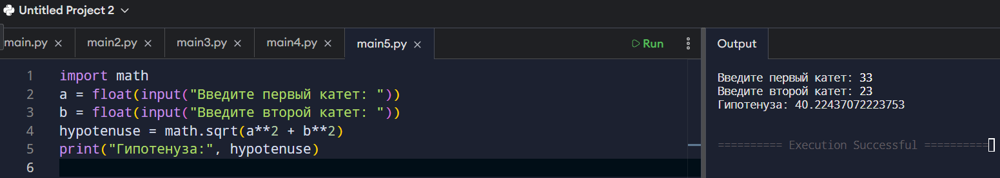 Untitled Project 2
main.py × main2.py × main3.py × main4.py × main5.py × Run
1 import math
2 a = float(input("Введите первый катет: "))
3 b = float(input("Введите второй катет: "))
4 hypotenuse = math.sqrt(a**2 + b**2)
5 print("Гипотенуза:", hypotenuse)
6
Output
Введите первый катет: 33
Введите второй катет: 23
Гипотенуза: 40.22437072223753
========== Execution Successful ==========